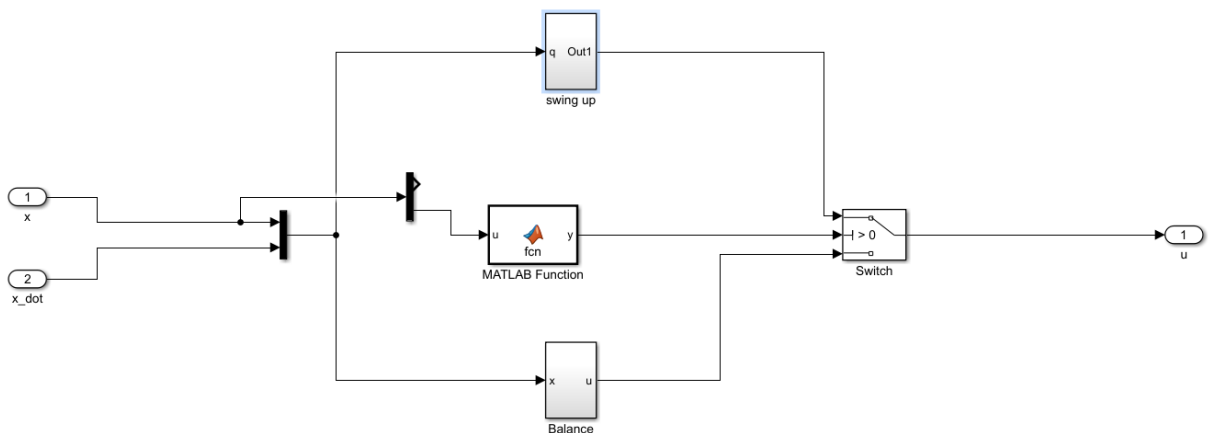 q Out1
swing up
1
x
2
x_dot
u y
fcn
MATLAB Function
> 0
Switch
1
u
x u
Balance